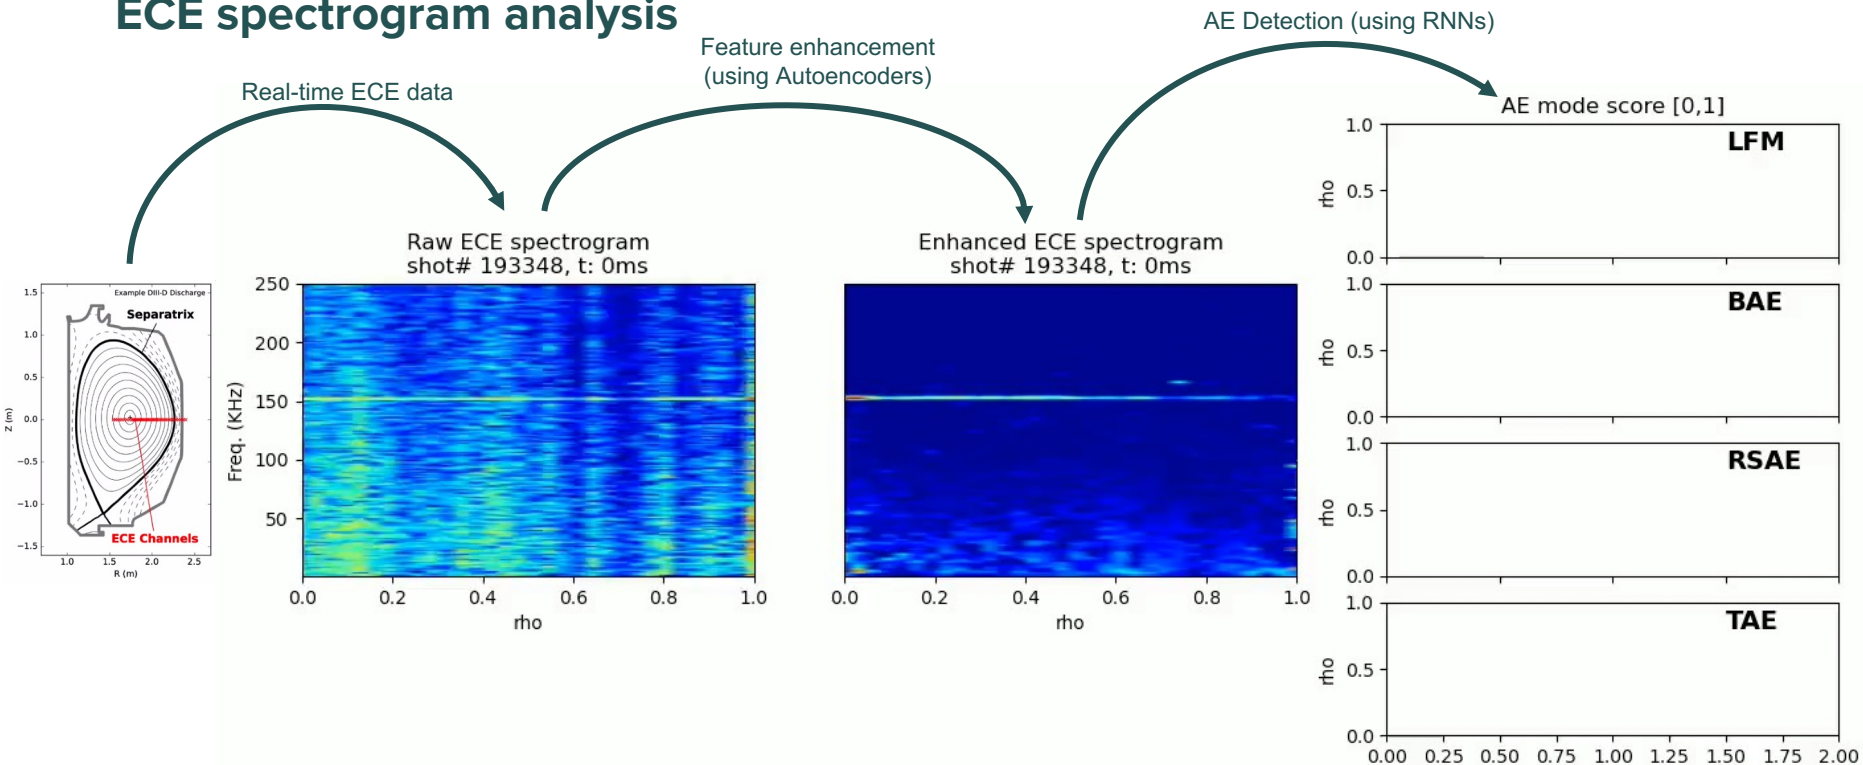 ECE spectrogram analysis
Real-time ECE data
Feature enhancement
(using Autoencoders)
AE Detection (using RNNs)
Example DIII-D Discharge
Separatrix
ECE Channels
1.5
1.0
0.5
0.0
−0.5
−1.0
−1.5
Z (m)
1.0 1.5 2.0 2.5
R (m)
Raw ECE spectrogram
shot# 193348, t: 0ms
250
200
150
100
50
Freq. (KHz)
0.0 0.2 0.4 0.6 0.8 1.0
rho
Enhanced ECE spectrogram
shot# 193348, t: 0ms
0.0 0.2 0.4 0.6 0.8 1.0
rho
AE mode score [0,1]
LFM
1.0
0.5
0.0
rho
BAE
1.0
0.5
0.0
rho
RSAE
1.0
0.5
0.0
rho
TAE
1.0
0.5
0.0
rho
0.00 0.25 0.50 0.75 1.00 1.25 1.50 1.75 2.00